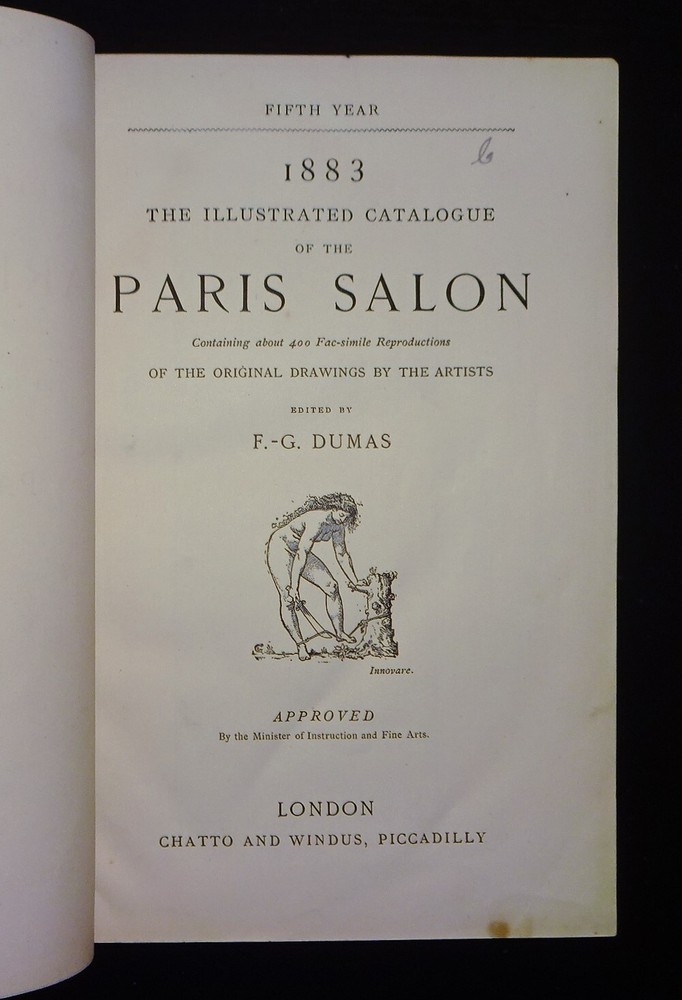 FIFTH YEAR
1883
THE ILLUSTRATED CATALOGUE
OF THE
PARIS SALON
Containing about 400 Fac-simile Reproductions
OF THE ORIGINAL DRAWINGS BY THE ARTISTS
EDITED BY
F.-G. DUMAS
Innovare.
APPROVED
By the Minister of Instruction and Fine Arts.
LONDON
CHATTO AND WINDUS, PICCADILLY